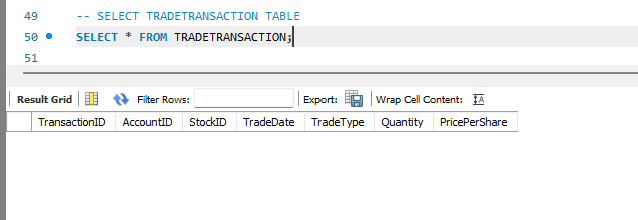 49 -- SELECT TRADETRANSACTION TABLE
50 SELECT * FROM TRADETRANSACTION;
51
Result Grid Filter Rows: Export: Wrap Cell Content: IA
TransactionID AccountID StockID TradeDate TradeType Quantity PricePerShare